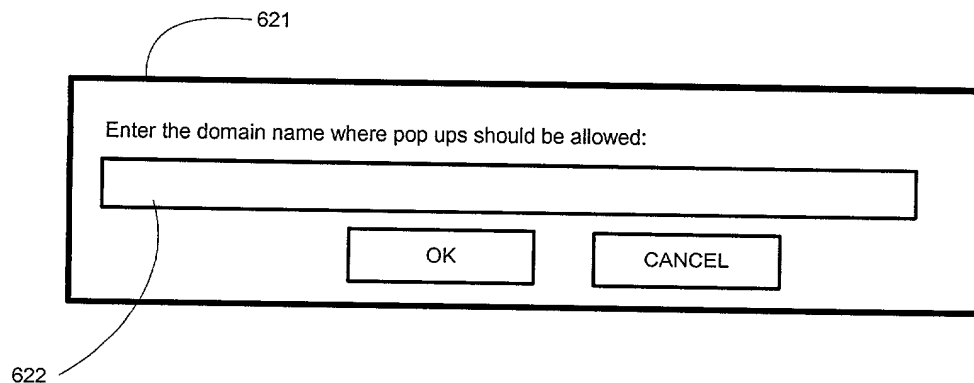 621
Enter the domain name where pop ups should be allowed:
OK
CANCEL
622